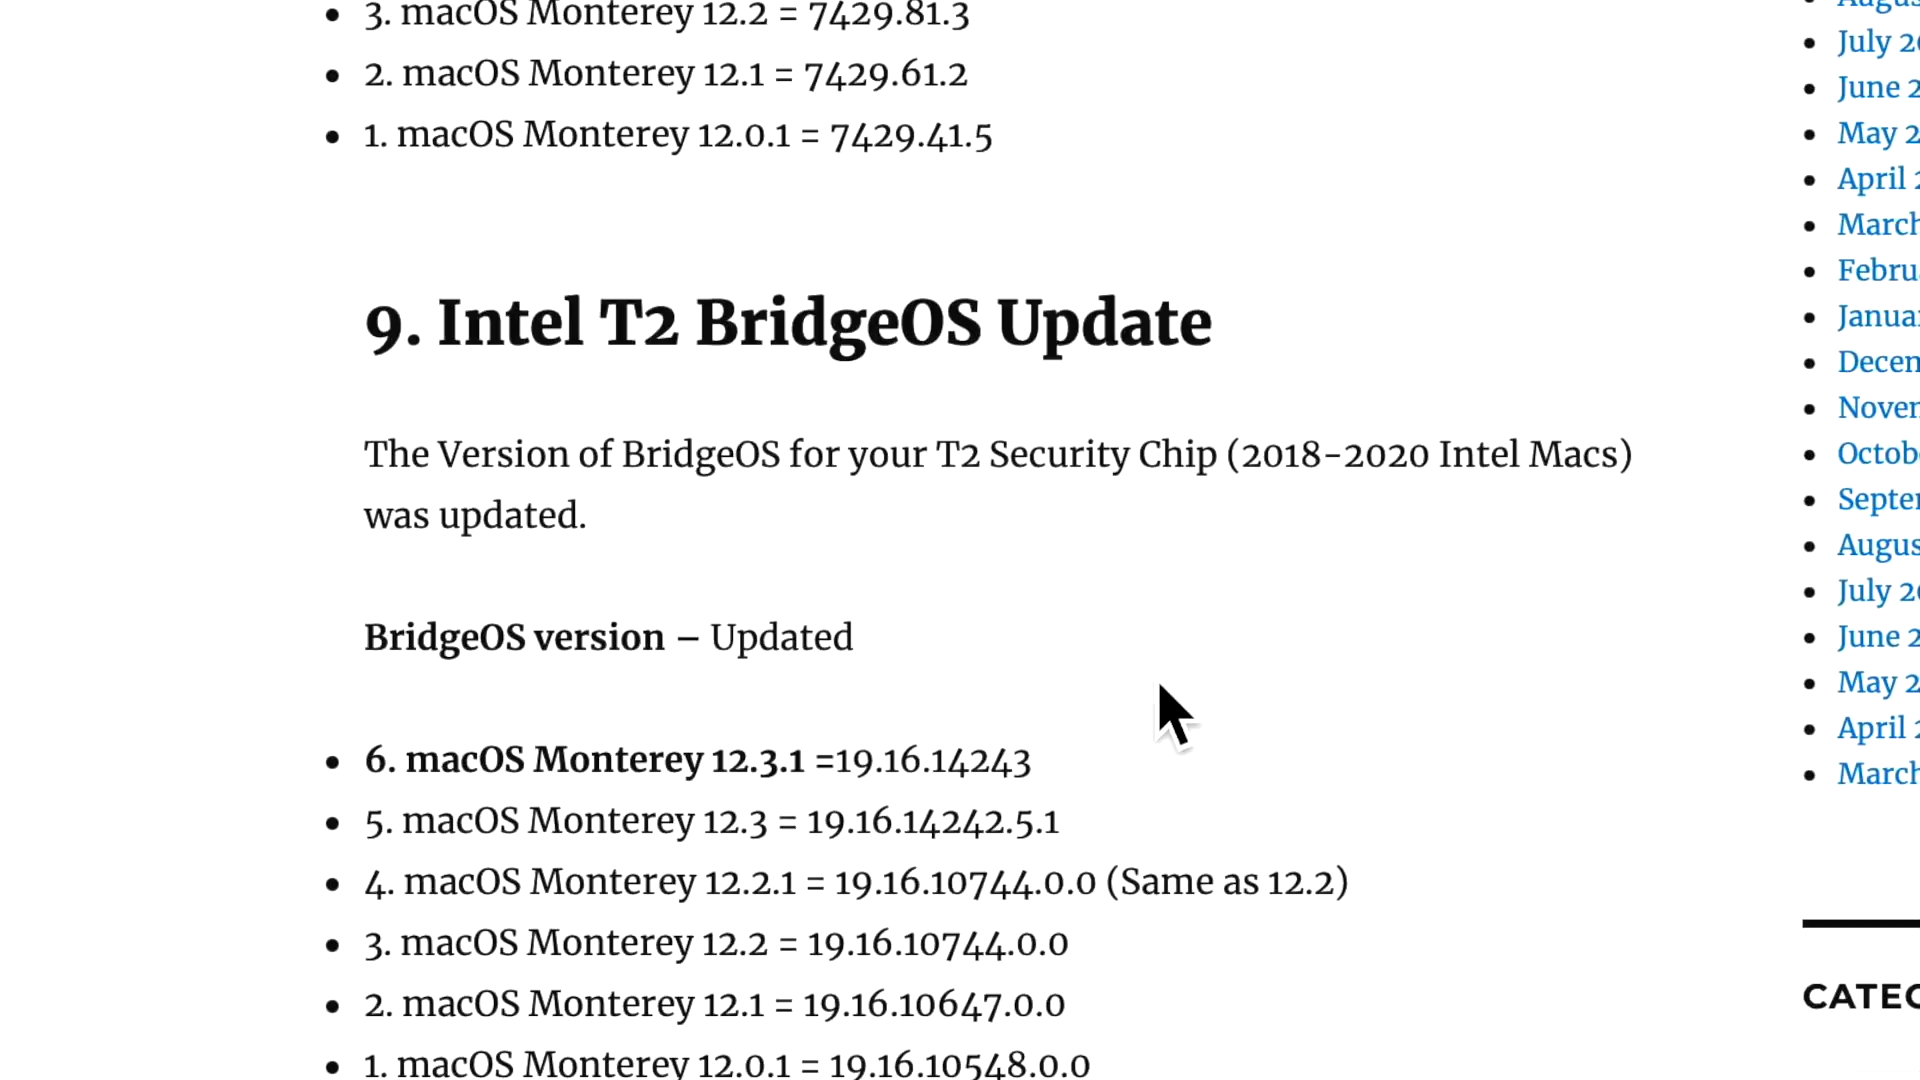 3. macOS Monterey 12.2 = 7429.81.3
2. macOS Monterey 12.1 = 7429.61.2
1. macOS Monterey 12.0.1 = 7429.41.5
9. Intel T2 BridgeOS Update
The Version of BridgeOS for your T2 Security Chip (2018-2020 Intel Macs)
was updated.
BridgeOS version – Updated
6. macOS Monterey 12.3.1 =19.16.14243
5. macOS Monterey 12.3 = 19.16.14242.5.1
4. macOS Monterey 12.2.1 = 19.16.10744.0.0 (Same as 12.2)
3. macOS Monterey 12.2 = 19.16.10744.0.0
2. macOS Monterey 12.1 = 19.16.10647.0.0
1. macOS Monterey 12.0.1 = 19.16.10548.0.0
July
June
May
April
March
July
June
May
April
March